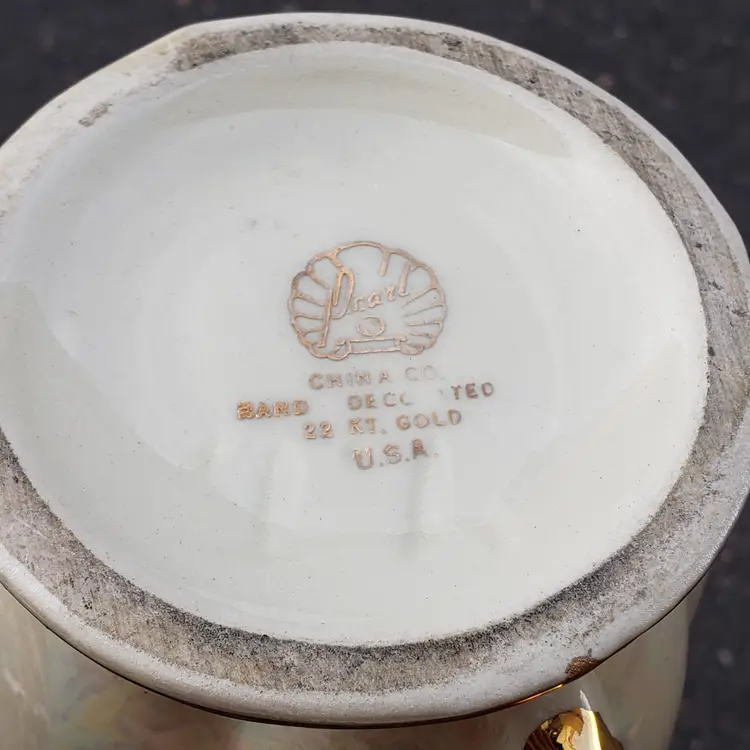 Pearl
CHINA CO.
HAND DECORATED
22 KT. GOLD
U.S.A.